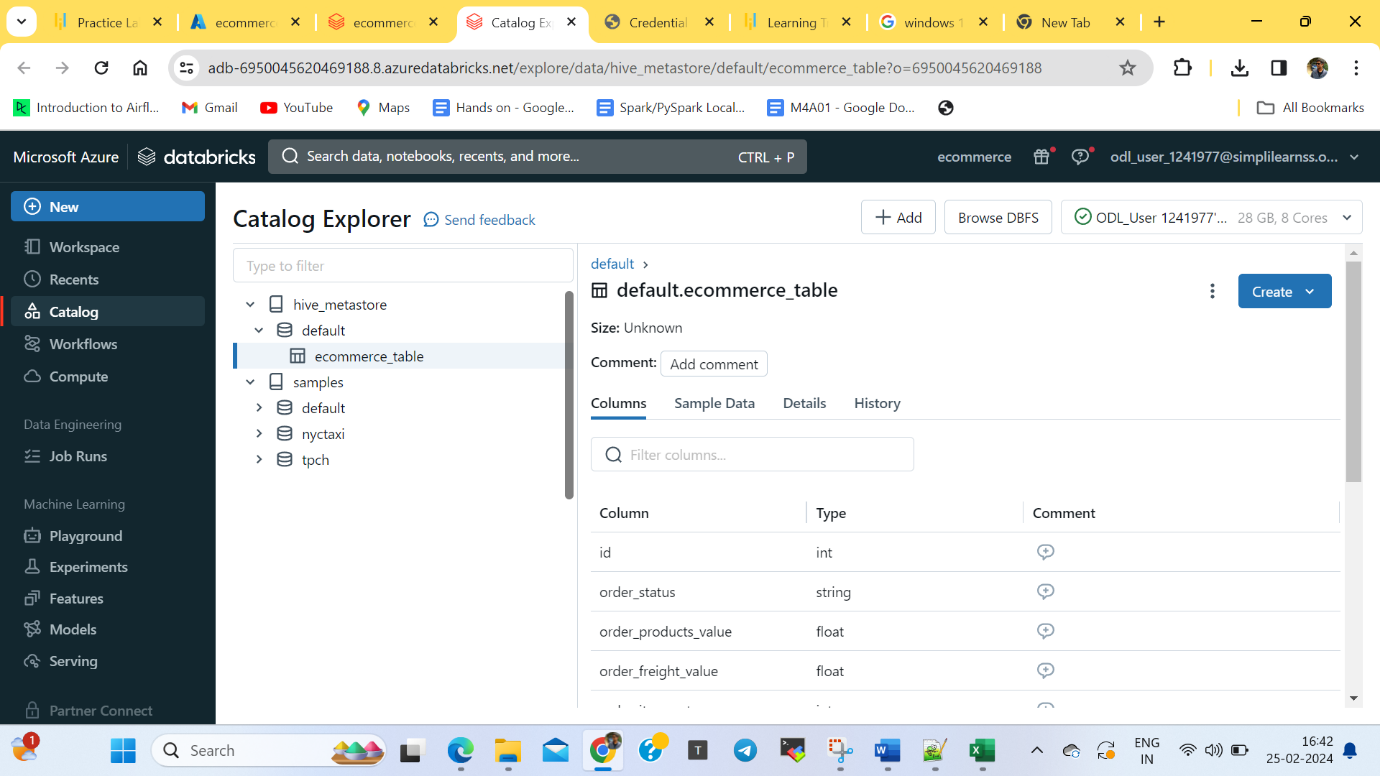 Practice La
ecommerc
ecommerc
Catalog Ex
Credential
Learning T
windows 1
New Tab
adb-6950045620469188.8.azuredatabricks.net/explore/data/hive_metastore/default/ecommerce_table?o=6950045620469188
Introduction to Airfl...
Gmail
YouTube
Maps
Hands on - Google...
Spark/PySpark Local...
M4A01 - Google Do...
All Bookmarks
Microsoft Azure
databricks
Search data, notebooks, recents, and more...
CTRL + P
ecommerce
odl_user_1241977@simplilearnss.o...
New
Workspace
Recents
Catalog
Workflows
Compute
Data Engineering
Job Runs
Machine Learning
Playground
Experiments
Features
Models
Serving
Partner Connect
Catalog Explorer
Send feedback
Add
Browse DBFS
ODL_User 1241977'...
28 GB, 8 Cores
Type to filter
hive_metastore
default
ecommerce_table
samples
default
nyctaxi
tpch
default
default.ecommerce_table
Create
Size: Unknown
Comment: Add comment
Columns
Sample Data
Details
History
Filter columns...
Column Type Comment
id int
order_status string
order_products_value float
order_freight_value float
1
Search
T
ENG
IN
16:42
25-02-2024